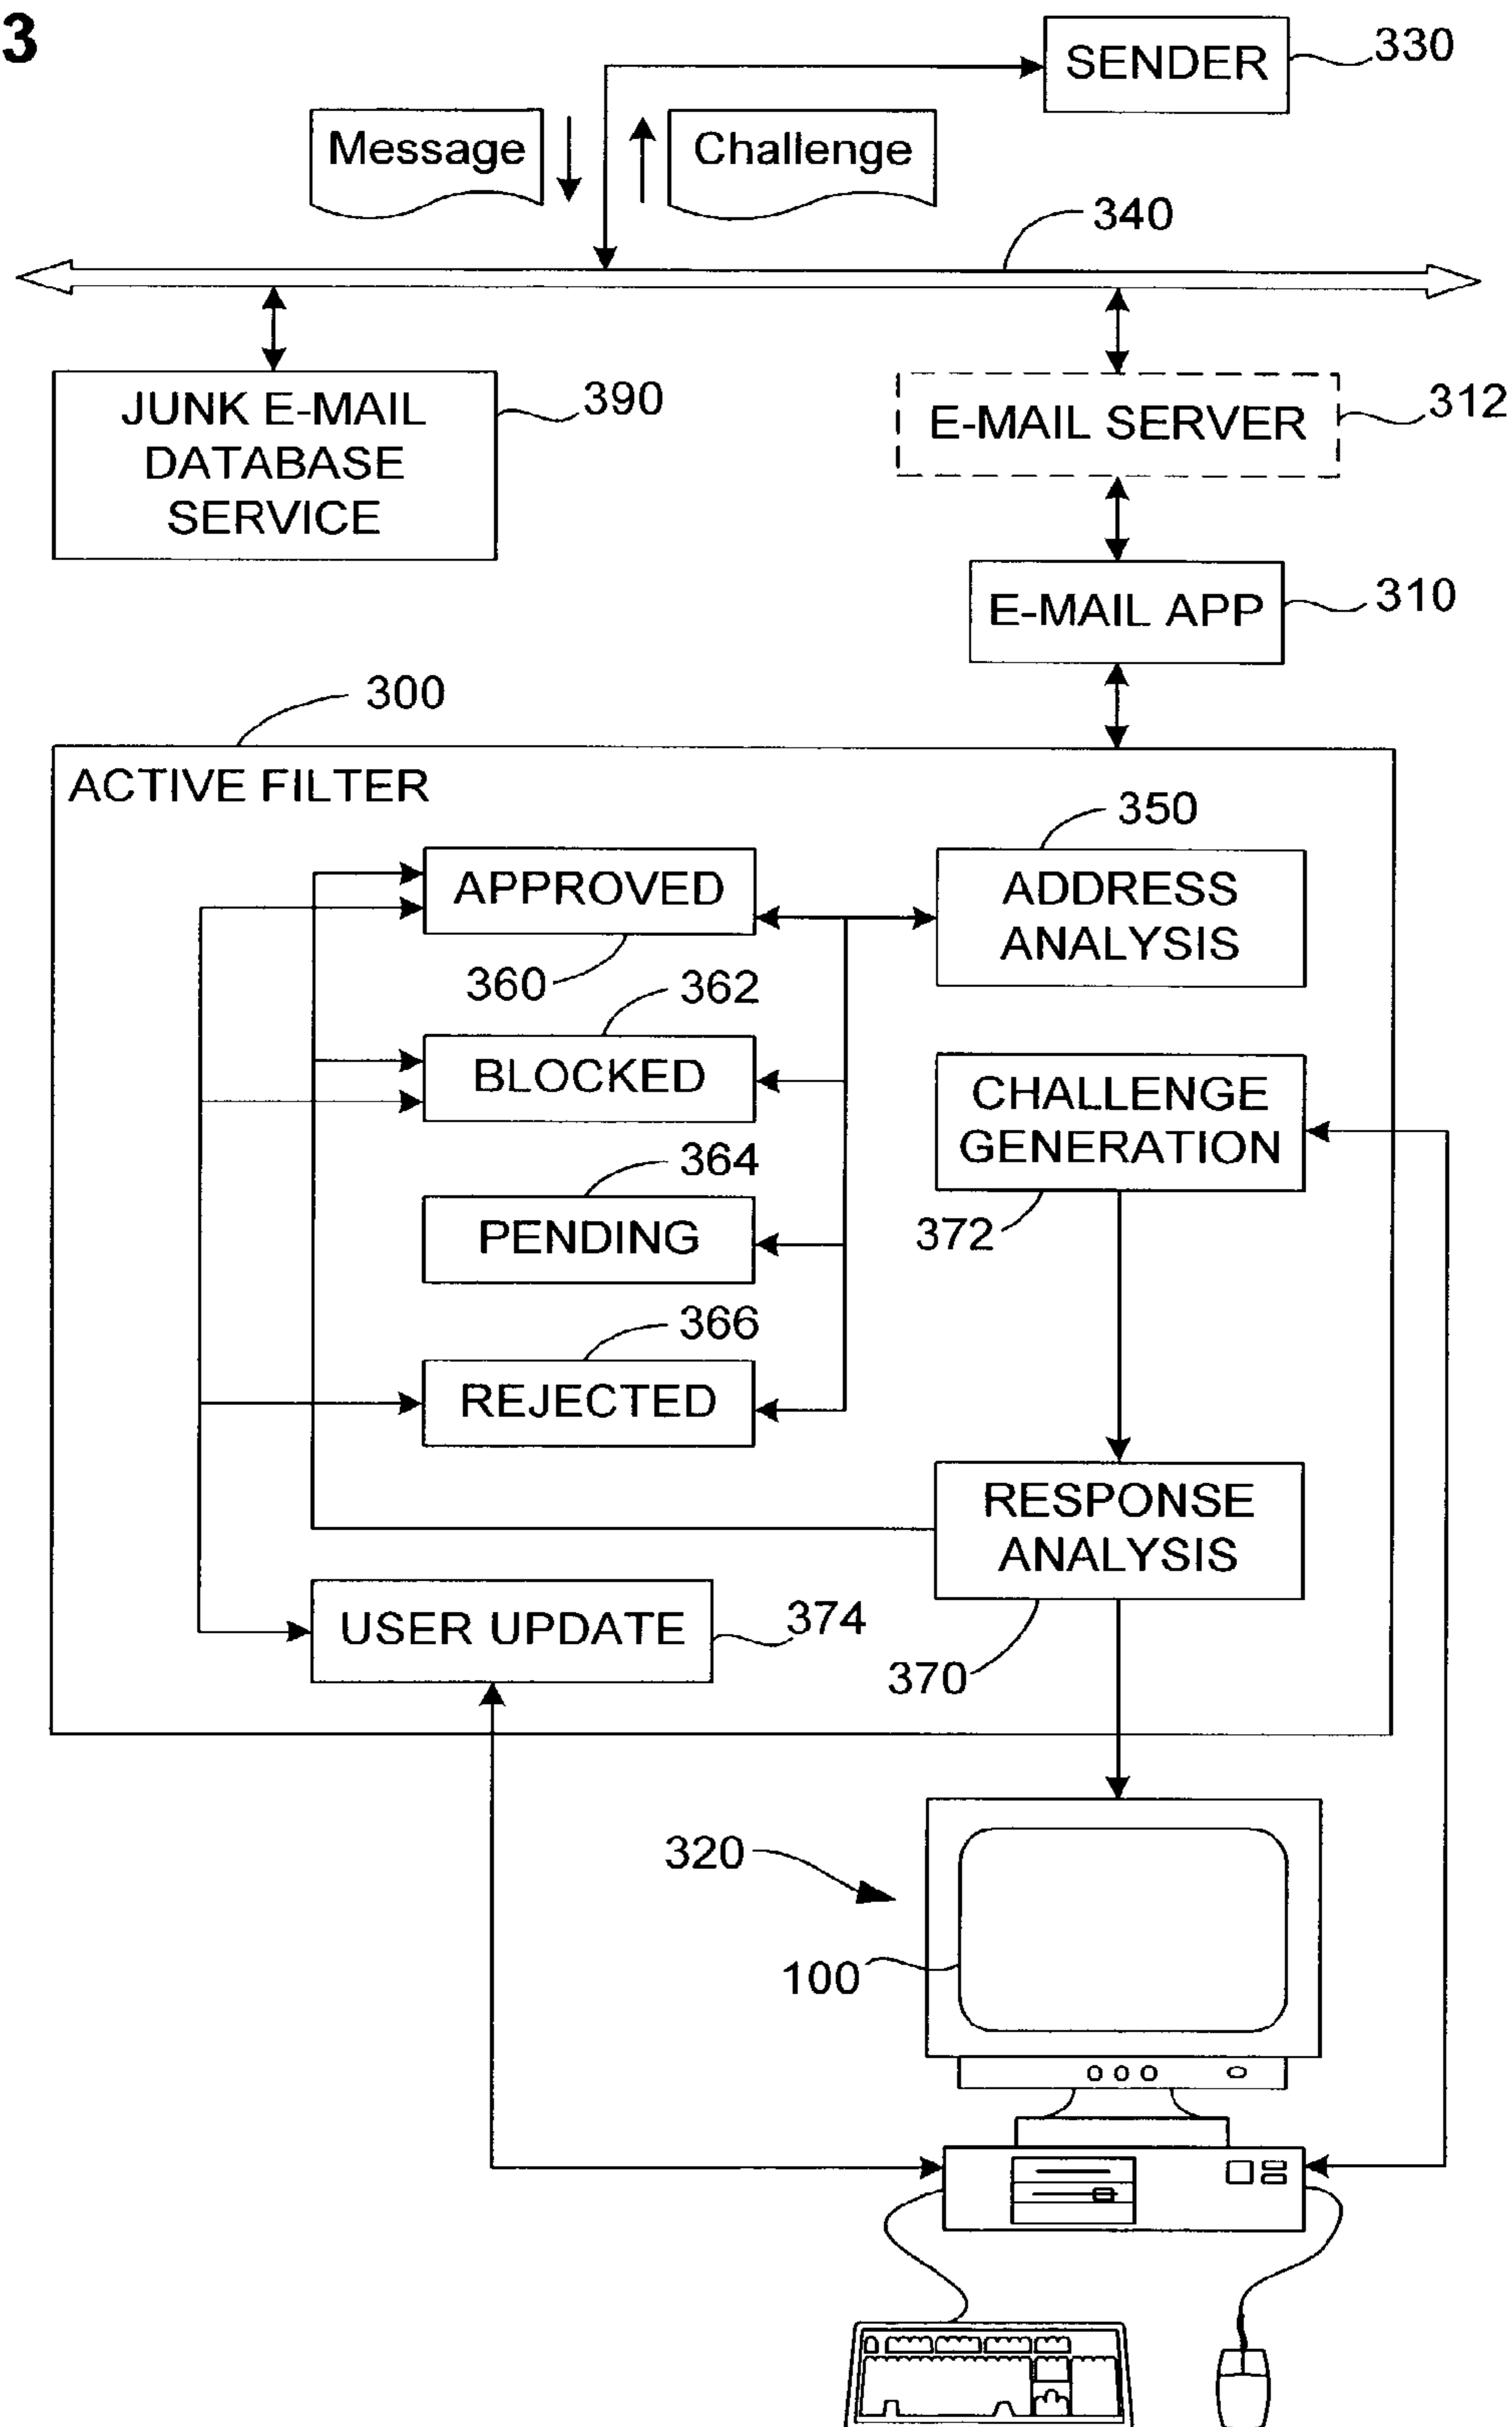 3
SENDER
330
Message
Challenge
340
JUNK E-MAIL
DATABASE
SERVICE
390
E-MAIL SERVER
312
E-MAIL APP
310
300
ACTIVE FILTER
350
APPROVED
ADDRESS
ANALYSIS
360
362
BLOCKED
CHALLENGE
GENERATION
364
372
PENDING
366
REJECTED
RESPONSE
ANALYSIS
USER UPDATE
374
370
320
100